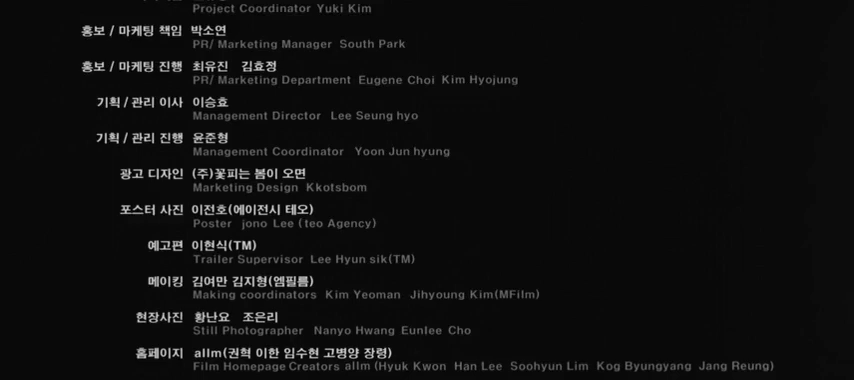 Project Coordinator Yuki Kim
홍보 / 마케팅 책임 박소연
PR/ Marketing Manager South Park
홍보 / 마케팅 진행 최유진 김효정
PR/ Marketing Department Eugene Choi Kim Hyojung
기획 / 관리 이사 이승효
Management Director Lee Seung hyo
기획 / 관리 진행 윤준형
Management Coordinator Yoon Jun hyung
광고 디자인 (주)꽃피는 봄이 오면
Marketing Design Kkotsbom
포스터 사진 이전호(에이전시 테오)
Poster jono Lee (teo Agency)
예고편 이현식(TM)
Trailer Supervisor Lee Hyun sik(TM)
메이킹 김여만 김지형(엠필름)
Making coordinators Kim Yeoman Jihyoung Kim(MFilm)
현장사진 황난요 조은리
Still Photographer Nanyo Hwang Eunlee Cho
홈페이지 allm(권혁 이한 임수현 고병양 장령)
Film Homepage Creators allm (Hyuk Kwon Han Lee Soohyun Lim Kog Byungyang Jang Reung)